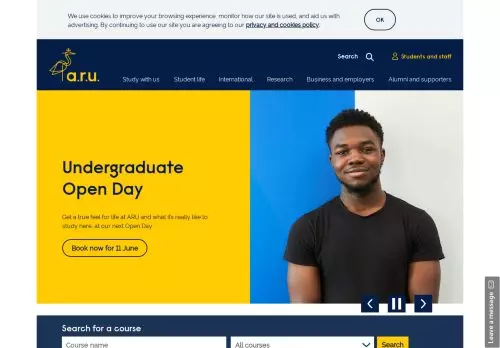 We use cookies to improve your browsing experience, monitor how our site is used, and aid us with
advertising. By continuing to use our site you are agreeing to our privacy and cookies policy.
OK
Search
Students and staff
a.r.u.
Study with us
Student life
International
Research
Business and employers
Alumni and supporters
Undergraduate
Open Day
Get a true feel for life at ARU and what it's really like to
study here, at our next Open Day
Book now for 11 June
Leave a message
Search for a course
Course name
All courses
Search